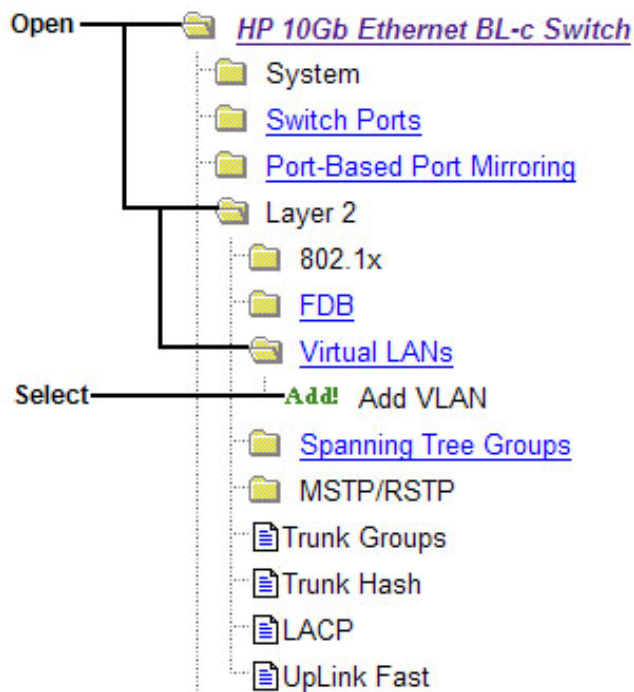 Open HP 10Gb Ethernet BL-c Switch
System
Switch Ports
Port-Based Port Mirroring
Layer 2
802.1x
FDB
Virtual LANs
Select Add! Add VLAN
Spanning Tree Groups
MSTP/RSTP
Trunk Groups
Trunk Hash
LACP
UpLink Fast